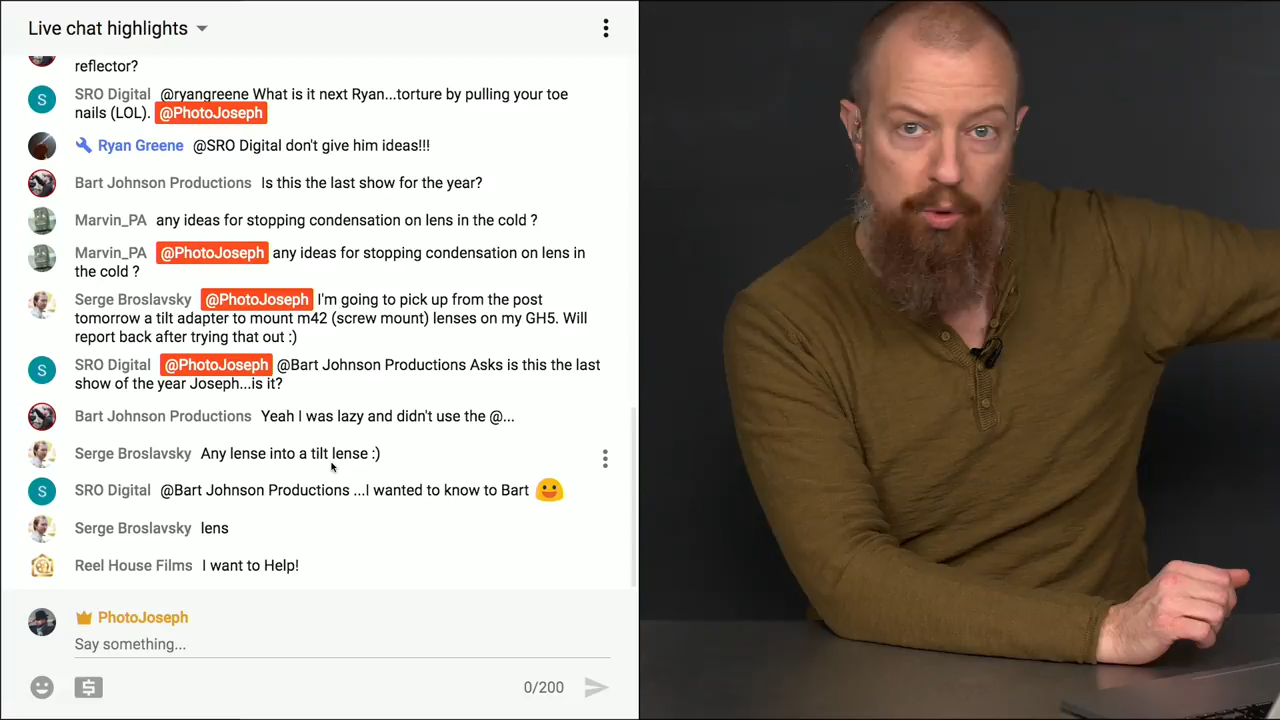 Live chat highlights
reflector?
SRO Digital @ryangreene What is it next Ryan...torture by pulling your toe
nails (LOL). @PhotoJoseph
Ryan Greene @SRO Digital don't give him ideas!!!
Bart Johnson Productions Is this the last show for the year?
Marvin_PA any ideas for stopping condensation on lens in the cold ?
Marvin_PA @PhotoJoseph any ideas for stopping condensation on lens in
the cold ?
Serge Broslavsky @PhotoJoseph I'm going to pick up from the post
tomorrow a tilt adapter to mount m42 (screw mount) lenses on my GH5. Will
report back after trying that out :)
SRO Digital @PhotoJoseph @Bart Johnson Productions Asks is this the last
show of the year Joseph...is it?
Bart Johnson Productions Yeah I was lazy and didn't use the @...
Serge Broslavsky Any lense into a tilt lense :)
S SRO Digital @Bart Johnson Productions ...I wanted to know to Bart
Serge Broslavsky lens
Reel House Films I want to Help!
PhotoJoseph
Say something...
0/200